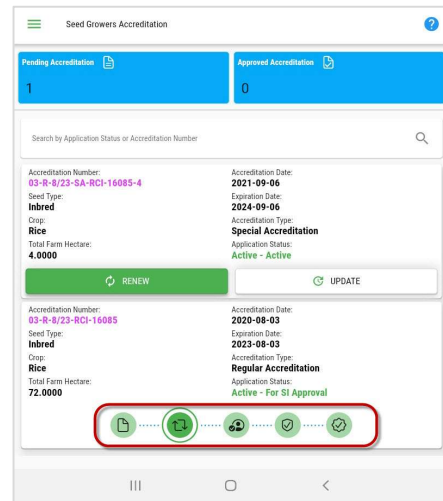 Seed Growers Accreditation
?
Pending Accreditation
1
Approved Accreditation
0
Search by Application Status or Accreditation Number
Accreditation Number:
03-R-8/23-SA-RCI-16085-4
Seed Type:
Inbred
Crop:
Rice
Total Farm Hectare:
4.0000
Accreditation Date:
2021-09-06
Expiration Date:
2024-09-06
Accreditation Type:
Special Accreditation
Application Status:
Active - Active
RENEW
UPDATE
Accreditation Number:
03-R-8/23-RCI-16085
Seed Type:
Inbred
Crop:
Rice
Total Farm Hectare:
72.0000
Accreditation Date:
2020-08-03
Expiration Date:
2023-08-03
Accreditation Type:
Regular Accreditation
Application Status:
Active - For SI Approval